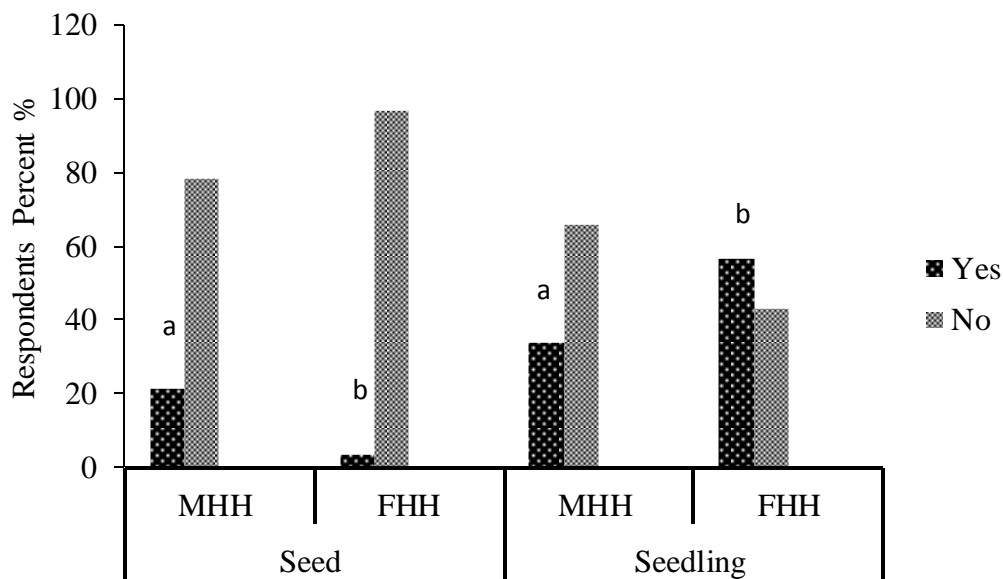 Respondents Percent %
120
100
80
60
40
20
0
a
b
a
b
MHH
FHH
MHH
FHH
Seed
Seedling
Yes
No